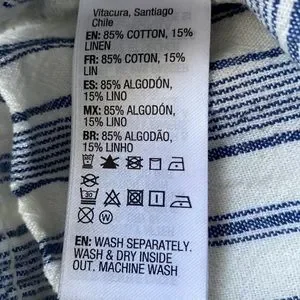 Vitacura, Santiago
Chile
EN: 85% COTTON, 15%
LINEN
FR: 85% COTON, 15%
LIN
ES: 85% ALGODÓN,
15% LINO
MX: 85% ALGODÓN,
15% LINO
BR: 85% ALGODÃO,
15% LINHO
30
W
EN: WASH SEPARATELY.
WASH & DRY INSIDE
OUT. MACHINE WASH